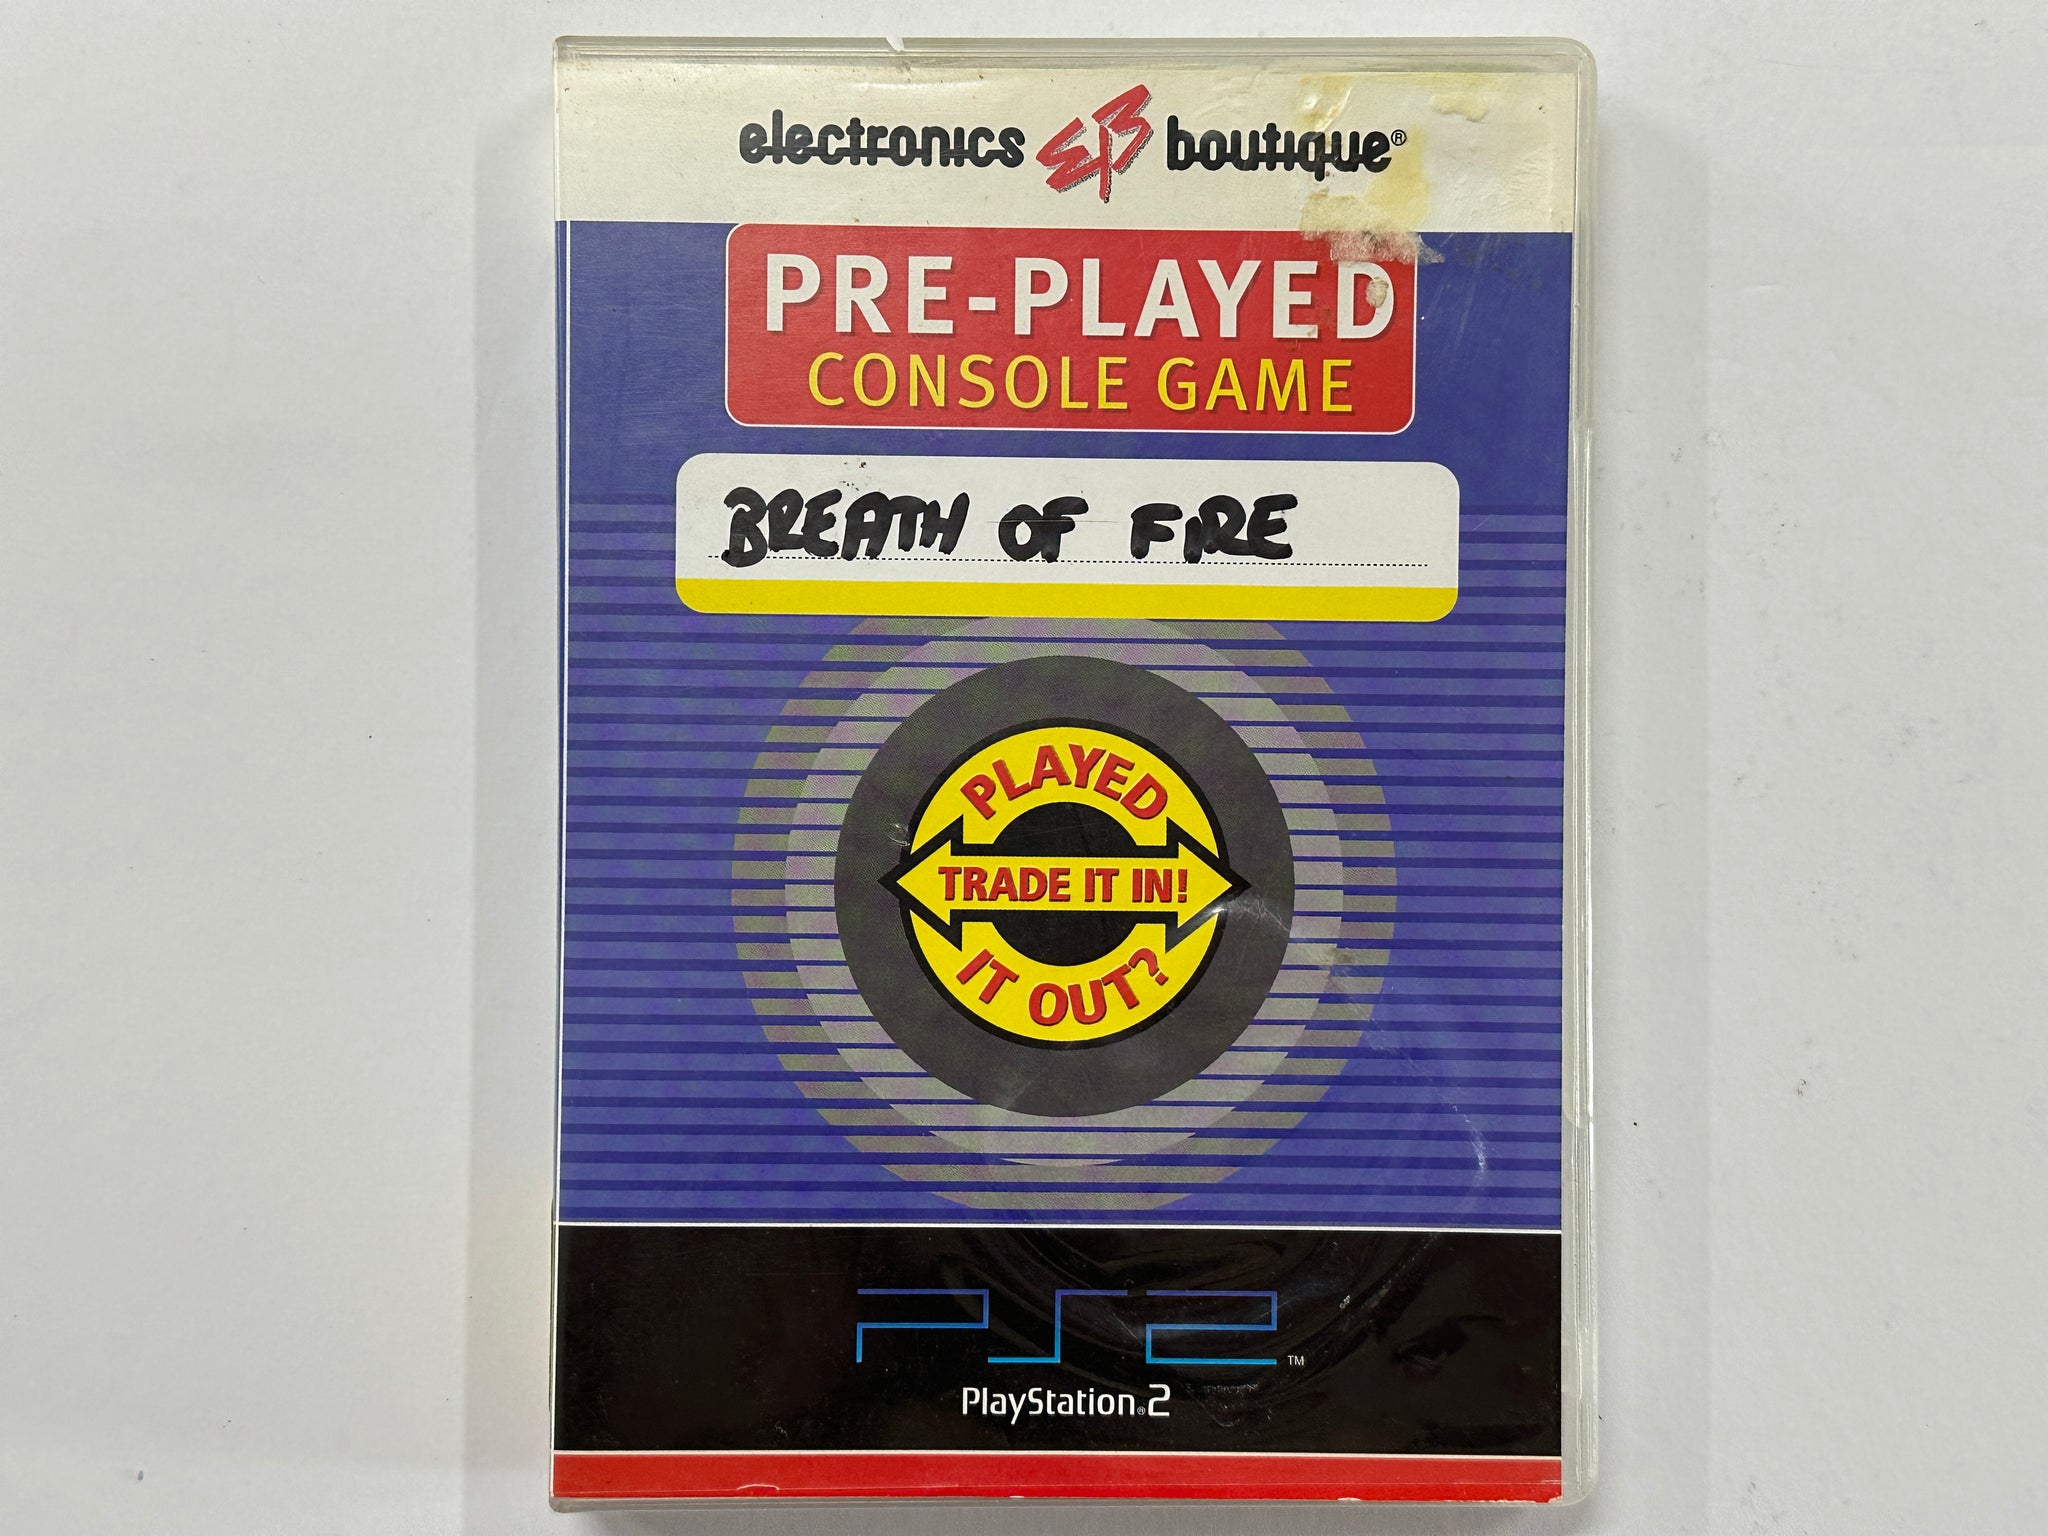 electronics EB boutique®
PRE-PLAYED
CONSOLE GAME
BREATH OF FIRE
PLAYED
TRADE IT IN!
IT OUT?
PS2™
PlayStation®2